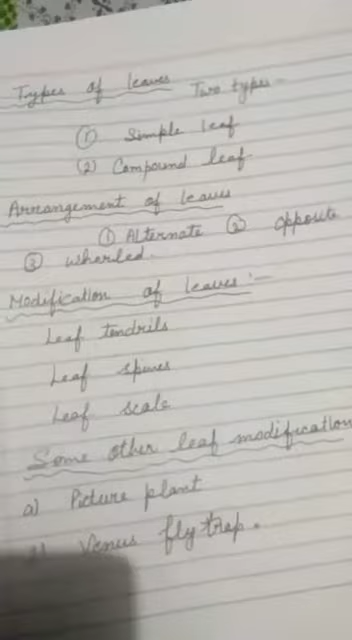 Types of leaves Two types -
① Simple leaf
(2) Compound leaf
Arrangement of leaves
① Alternate ② opposite
③ wherled.
Modification of leaves :-
Leaf tendrils
Leaf spines
Leaf scale
Some other leaf modification
a) Picture plant
Venus fly trap.